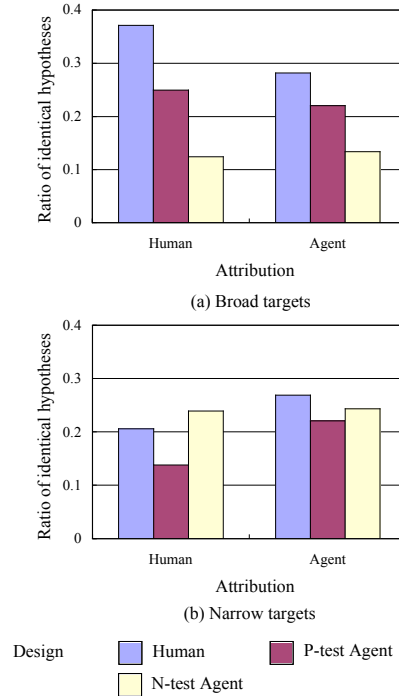 Ratio of identical hypotheses
0.4
0.3
0.2
0.1
0
Human
Agent
Attribution
(a) Broad targets
Ratio of identical hypotheses
0.4
0.3
0.2
0.1
0
Human
Agent
Attribution
(b) Narrow targets
Design
Human
P-test Agent
N-test Agent